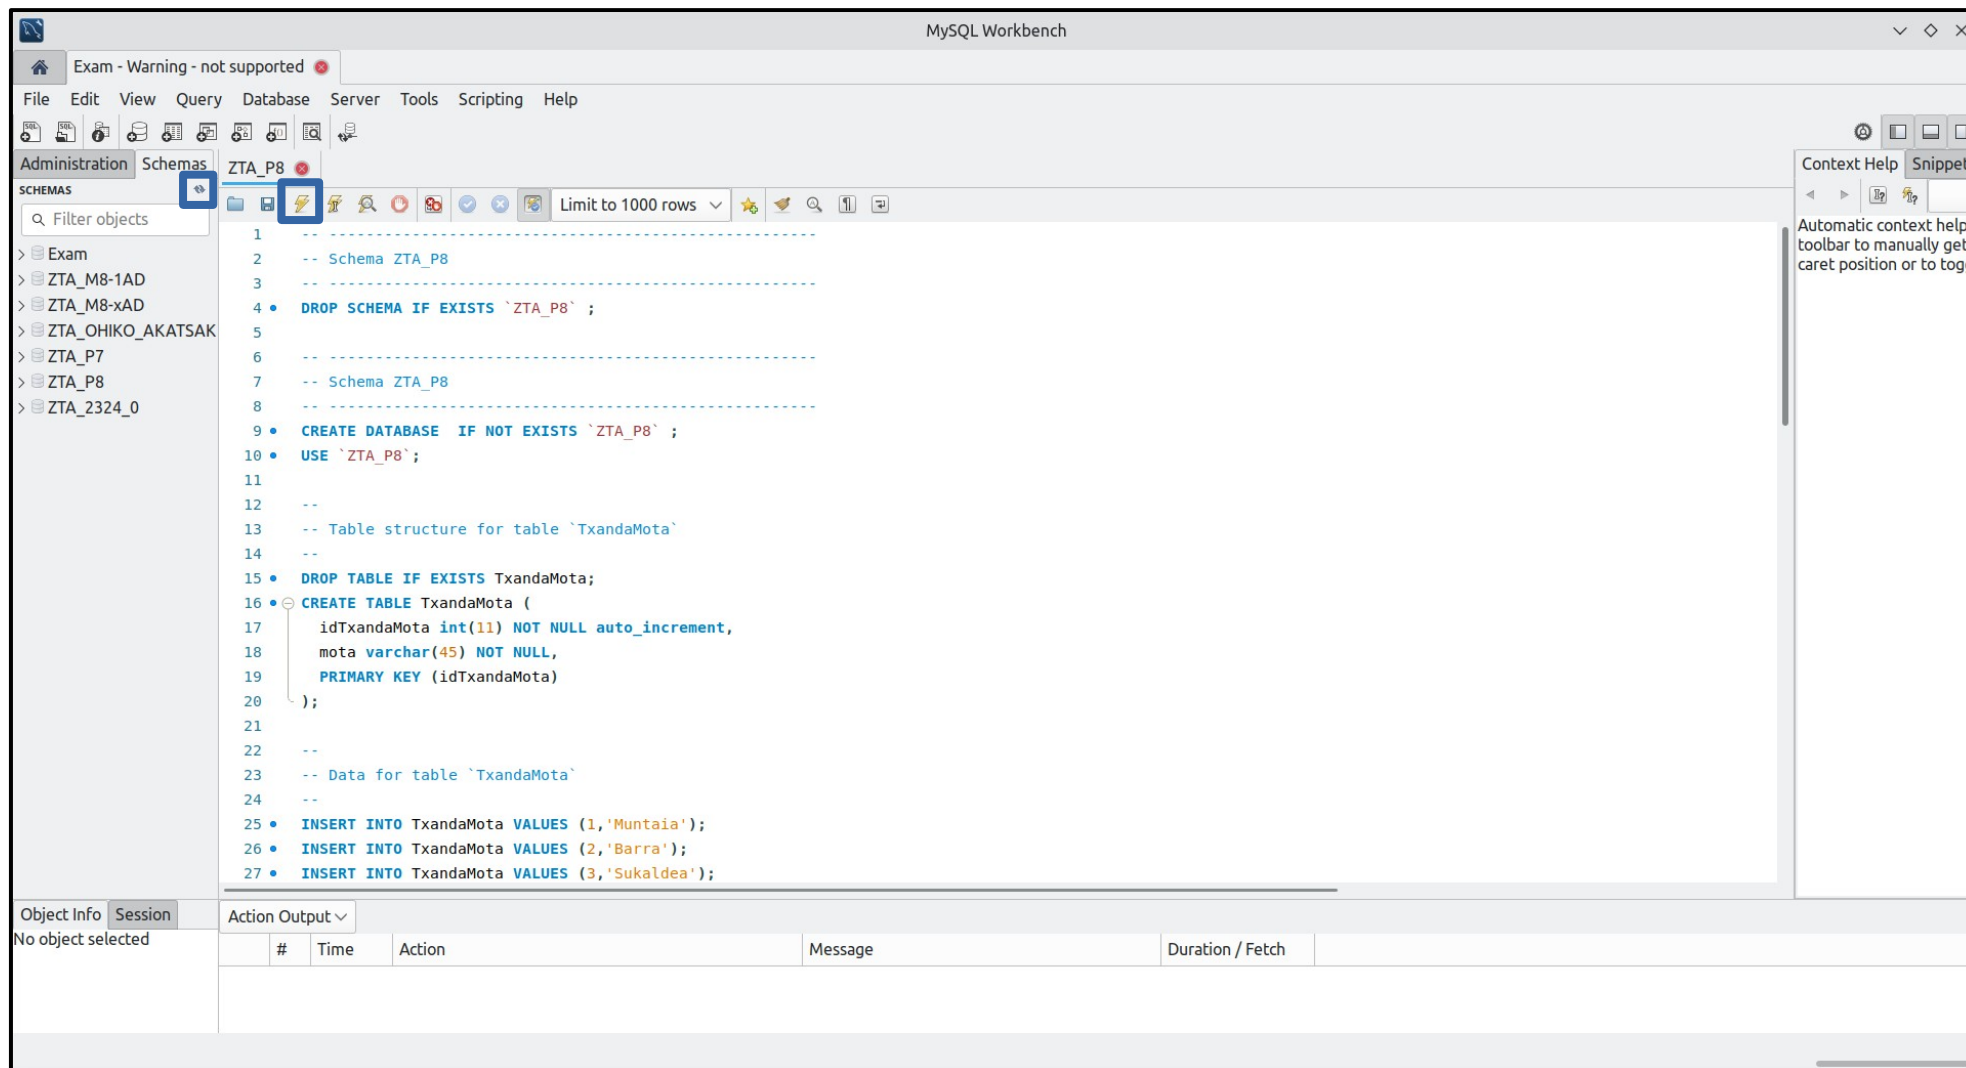 MySQL Workbench
Exam - Warning - not supported
File Edit View Query Database Server Tools Scripting Help
Administration Schemas
SCHEMAS
Filter objects
Exam
ZTA_M8-1AD
ZTA_M8-xAD
ZTA_OHIKO_AKATSAK
ZTA_P7
ZTA_P8
ZTA_2324_0
ZTA_P8
Limit to 1000 rows
1 -- -----------------------------------------------------
2 -- Schema ZTA_P8
3 -- -----------------------------------------------------
4 DROP SCHEMA IF EXISTS `ZTA_P8` ;
5
6 -- -----------------------------------------------------
7 -- Schema ZTA_P8
8 -- -----------------------------------------------------
9 CREATE DATABASE  IF NOT EXISTS `ZTA_P8` ;
10 USE `ZTA_P8`;
11
12 --
13 -- Table structure for table `TxandaMota`
14 --
15 DROP TABLE IF EXISTS TxandaMota;
16 CREATE TABLE TxandaMota (
17 idTxandaMota int(11) NOT NULL auto_increment,
18 mota varchar(45) NOT NULL,
19 PRIMARY KEY (idTxandaMota)
20 );
21
22 --
23 -- Data for table `TxandaMota`
24 --
25 INSERT INTO TxandaMota VALUES (1,'Muntaia');
26 INSERT INTO TxandaMota VALUES (2,'Barra');
27 INSERT INTO TxandaMota VALUES (3,'Sukaldea');
Context Help Snippet
Automatic context help
toolbar to manually get
caret position or to tog
Object Info Session
No object selected
Action Output
# Time Action Message Duration / Fetch